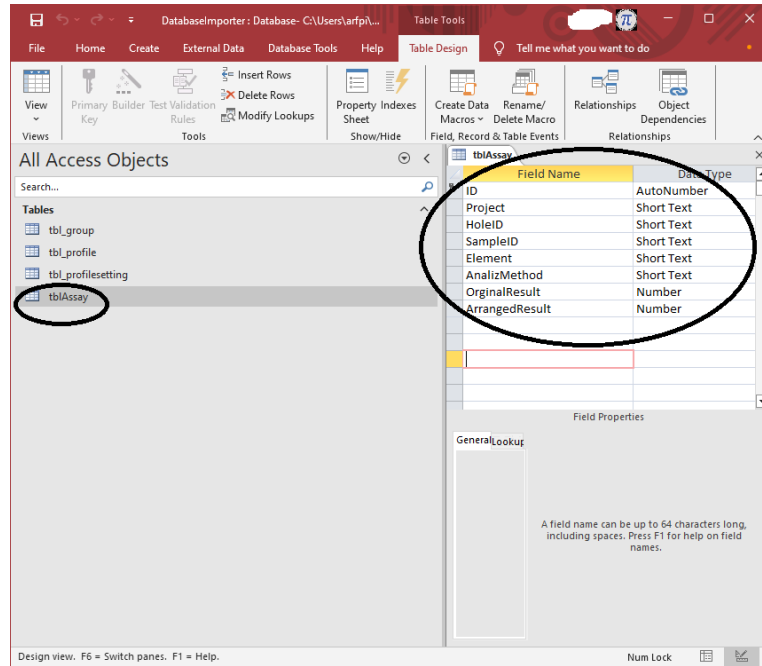 DatabaseImporter : Database- C:\Users\arfpi\... Table Tools
File Home Create External Data Database Tools Help Table Design Tell me what you want to do
View Primary Key Builder Test Validation Rules Insert Rows Delete Rows Modify Lookups Property Sheet Indexes Create Data Macros Rename/ Delete Macro Relationships Object Dependencies
Views Tools Show/Hide Field, Record & Table Events Relationships
All Access Objects
Search...
Tables
tbl_group
tbl_profile
tbl_profilesetting
tblAssay
tblAssay
Field Name Data Type
ID AutoNumber
Project Short Text
HoleID Short Text
SampleID Short Text
Element Short Text
AnalizMethod Short Text
OrginalResult Number
ArrangedResult Number
Field Properties
General Lookup
A field name can be up to 64 characters long,
including spaces. Press F1 for help on field
names.
Design view. F6 = Switch panes. F1 = Help. Num Lock